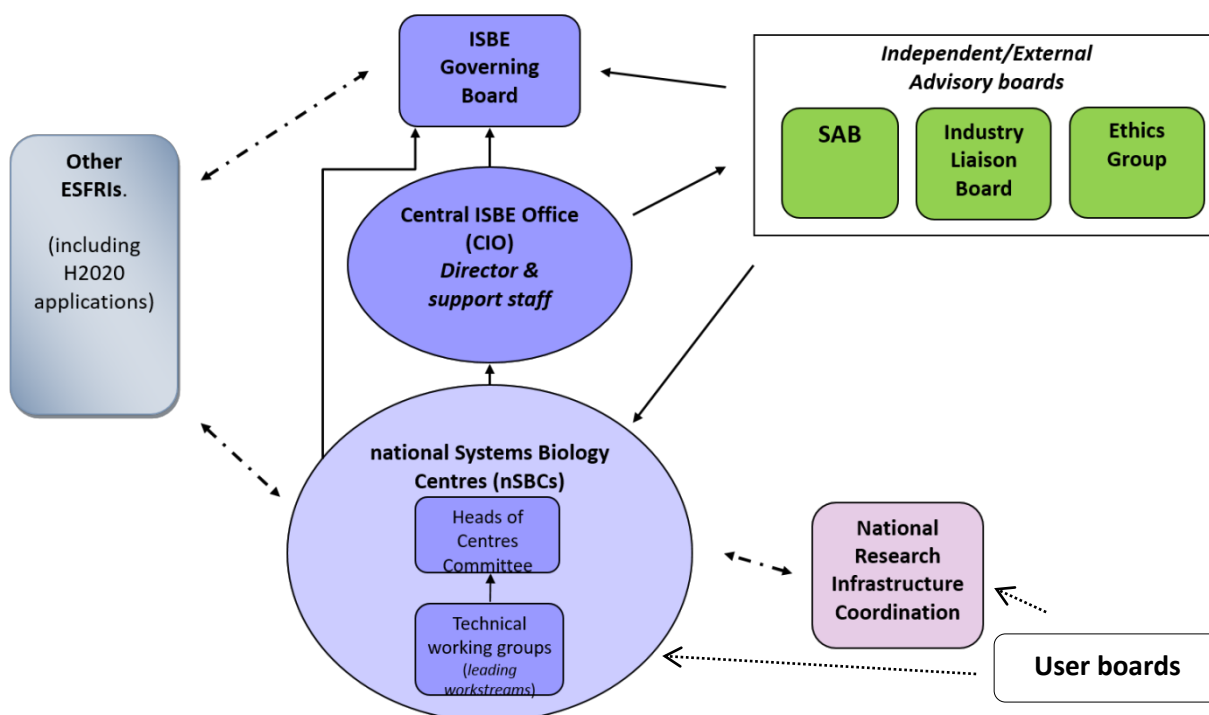 ISBE
Governing
Board
Independent/External
Advisory boards
SAB
Industry
Liaison
Board
Ethics
Group
Other
ESFRIs.
(including
H2020
applications)
Central ISBE Office
(CIO)
Director &
support staff
national Systems Biology
Centres (nSBCs)
Heads of
Centres
Committee
Technical
working groups
(leading
workstreams)
National
Research
Infrastructure
Coordination
User boards